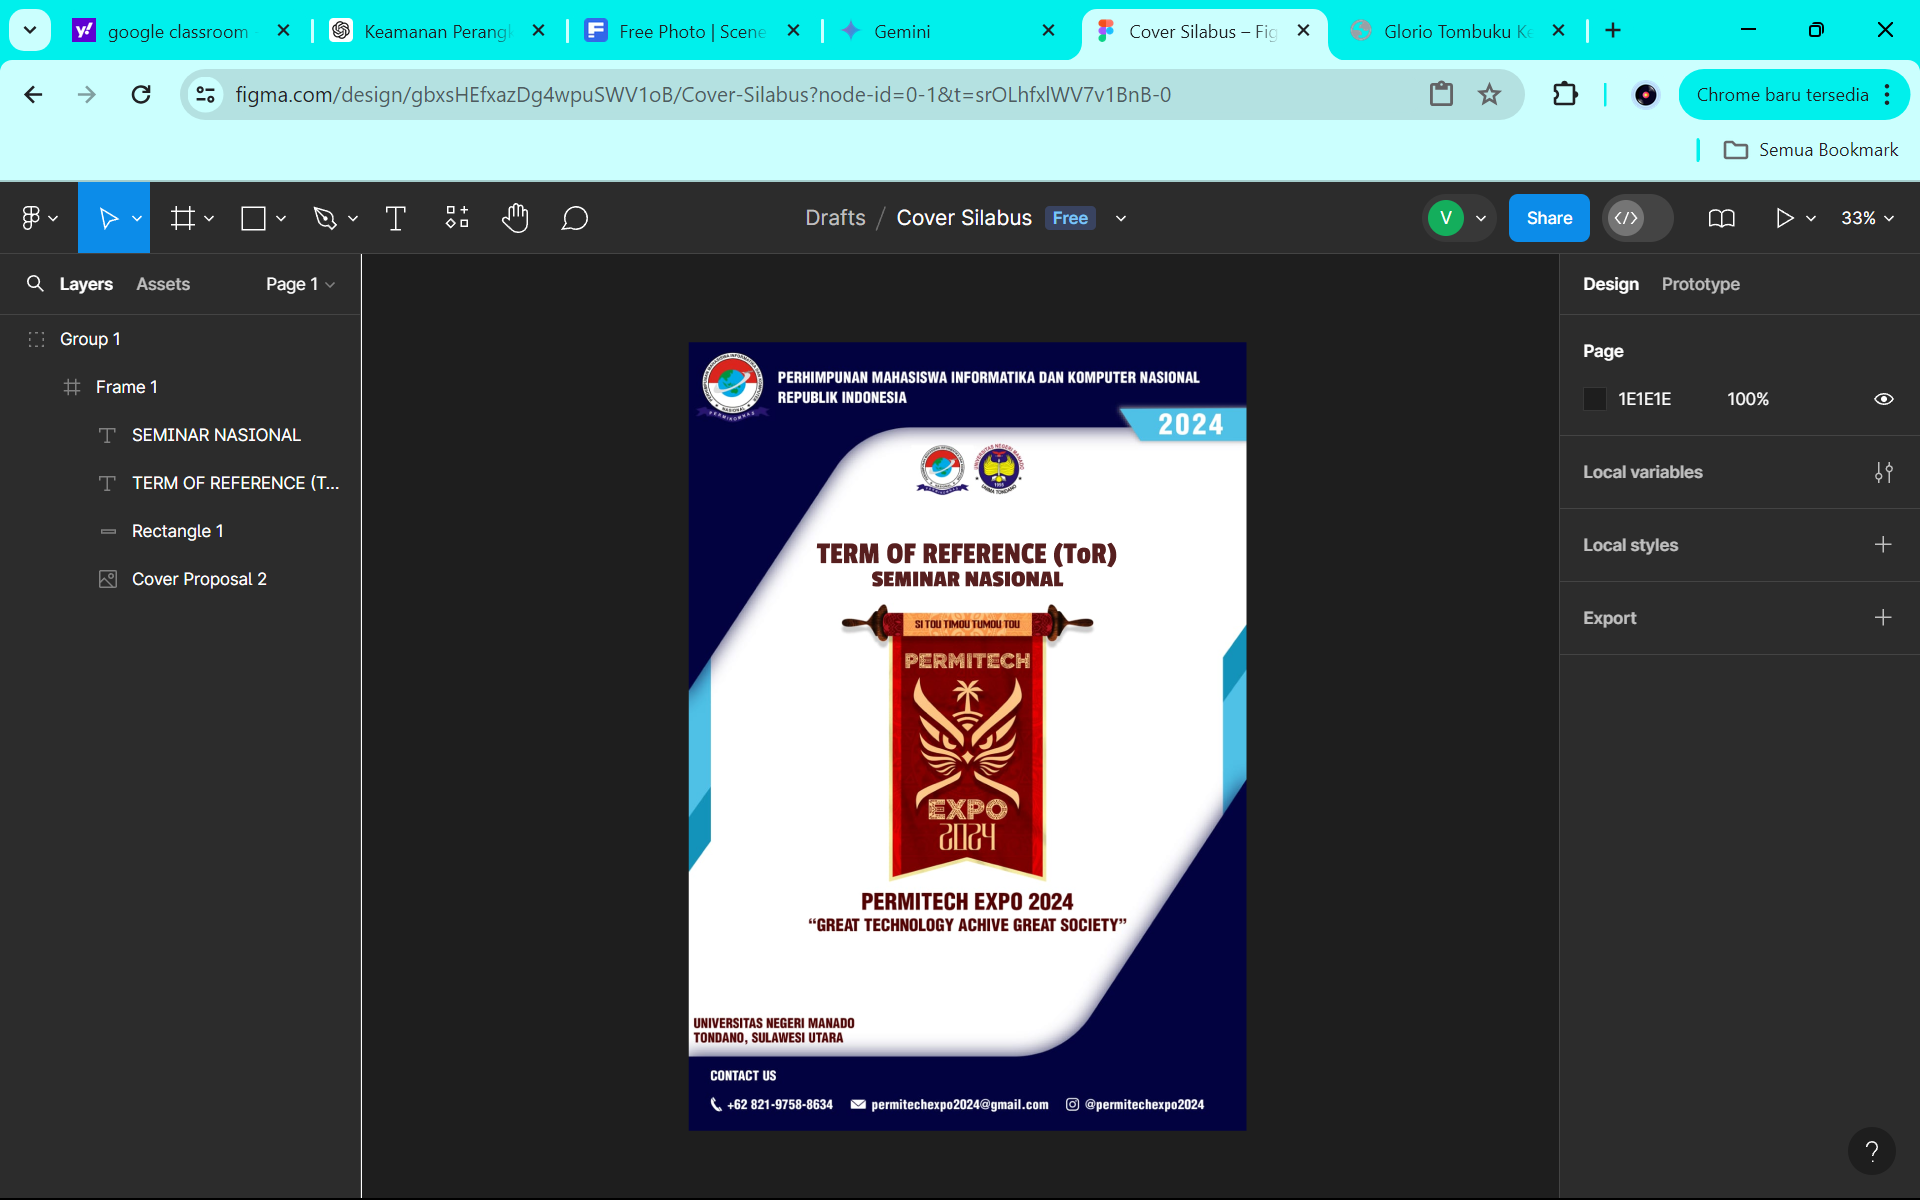 google classroom
Keamanan Perangk
Free Photo | Scene
Gemini
Cover Silabus – Fig
Glorio Tombuku Ke
figma.com/design/gbxsHEfxazDg4wpuSWV1oB/Cover-Silabus?node-id=0-1&t=srOLhfxlWV7v1BnB-0
Chrome baru tersedia
Semua Bookmark
Drafts / Cover Silabus Free
V
Share
33%
Layers Assets Page 1
Group 1
Frame 1
SEMINAR NASIONAL
TERM OF REFERENCE (T...
Rectangle 1
Cover Proposal 2
PERHIMPUNAN MAHASISWA INFORMATIKA DAN KOMPUTER NASIONAL
REPUBLIK INDONESIA
2024
TERM OF REFERENCE (ToR)
SEMINAR NASIONAL
SI TOU TIMOU TUMOU TOU
PERMITECH
EXPO
2024
PERMITECH EXPO 2024
“GREAT TECHNOLOGY ACHIVE GREAT SOCIETY”
UNIVERSITAS NEGERI MANADO
TONDANO, SULAWESI UTARA
CONTACT US
+62 821-9758-8634 permitechexpo2024@gmail.com @permitechexpo2024
Design Prototype
Page
1E1E1E 100%
Local variables
Local styles
Export
?